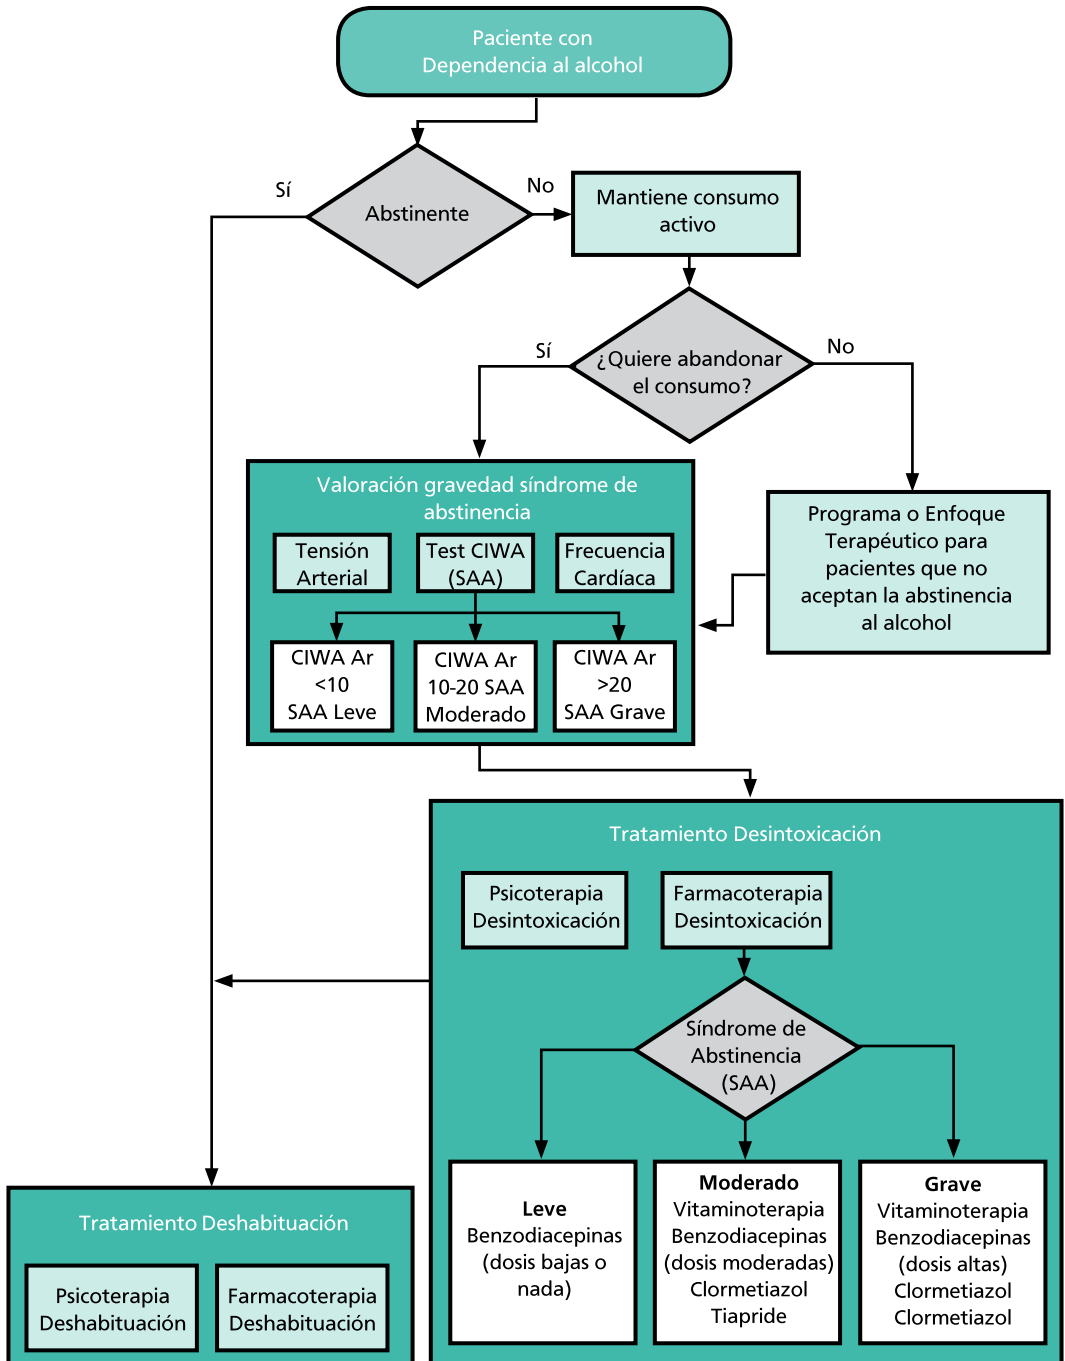 Paciente con
Dependencia al alcohol
Sí
Abstinente
No
Mantiene consumo
activo
Sí
¿Quiere abandonar
el consumo?
No
Valoración gravedad síndrome de
abstinencia
Tensión
Arterial
Test CIWA
(SAA)
Frecuencia
Cardíaca
CIWA Ar
<10
SAA Leve
CIWA Ar
10-20 SAA
Moderado
CIWA Ar
>20
SAA Grave
Programa o Enfoque
Terapéutico para
pacientes que no
aceptan la abstinencia
al alcohol
Tratamiento Desintoxicación
Psicoterapia
Desintoxicación
Farmacoterapia
Desintoxicación
Síndrome de
Abstinencia
(SAA)
Leve
Benzodiacepinas
(dosis bajas o
nada)
Moderado
Vitaminoterapia
Benzodiacepinas
(dosis moderadas)
Clormetiazol
Tiapride
Grave
Vitaminoterapia
Benzodiacepinas
(dosis altas)
Clormetiazol
Clormetiazol
Tratamiento Deshabituación
Psicoterapia
Deshabituación
Farmacoterapia
Deshabituación